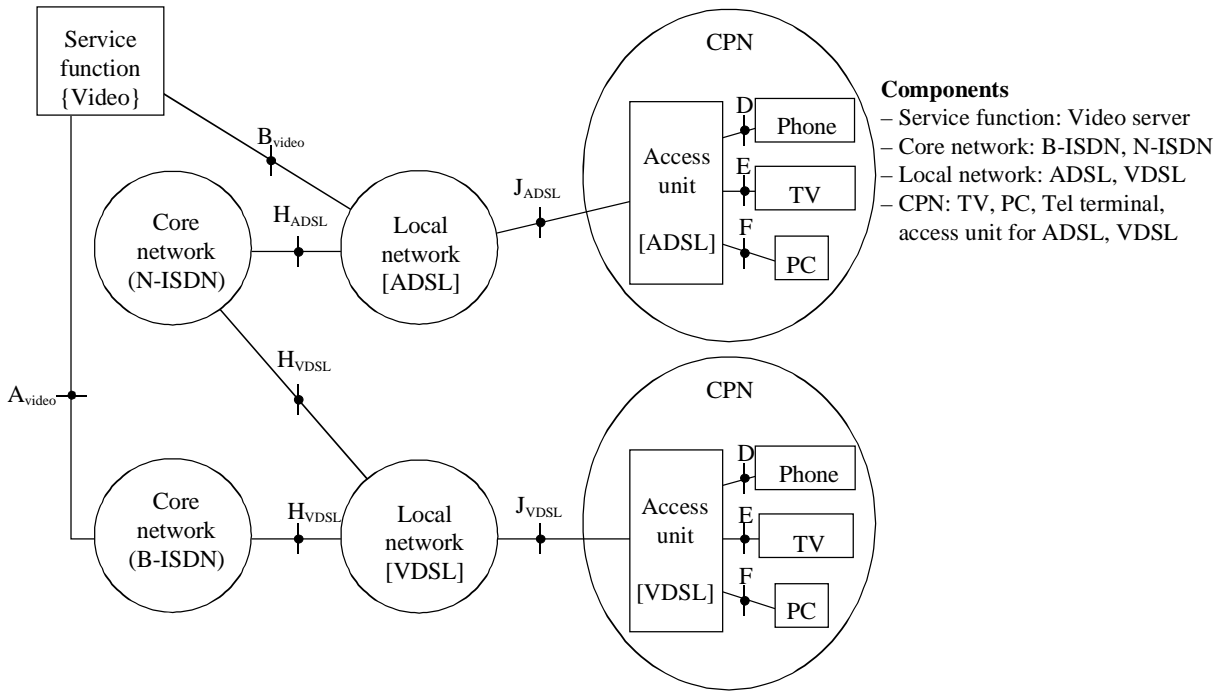 Service
function
{Video}
B_video
A_video
Core
network
(N-ISDN)
H_ADSL
Local
network
[ADSL]
J_ADSL
CPN
Access
unit
[ADSL]
D
Phone
E
TV
F
PC
H_VDSL
Core
network
(B-ISDN)
H_VDSL
Local
network
[VDSL]
J_VDSL
CPN
Access
unit
[VDSL]
D
Phone
E
TV
F
PC
Components
– Service function: Video server
– Core network: B-ISDN, N-ISDN
– Local network: ADSL, VDSL
– CPN: TV, PC, Tel terminal,
access unit for ADSL, VDSL